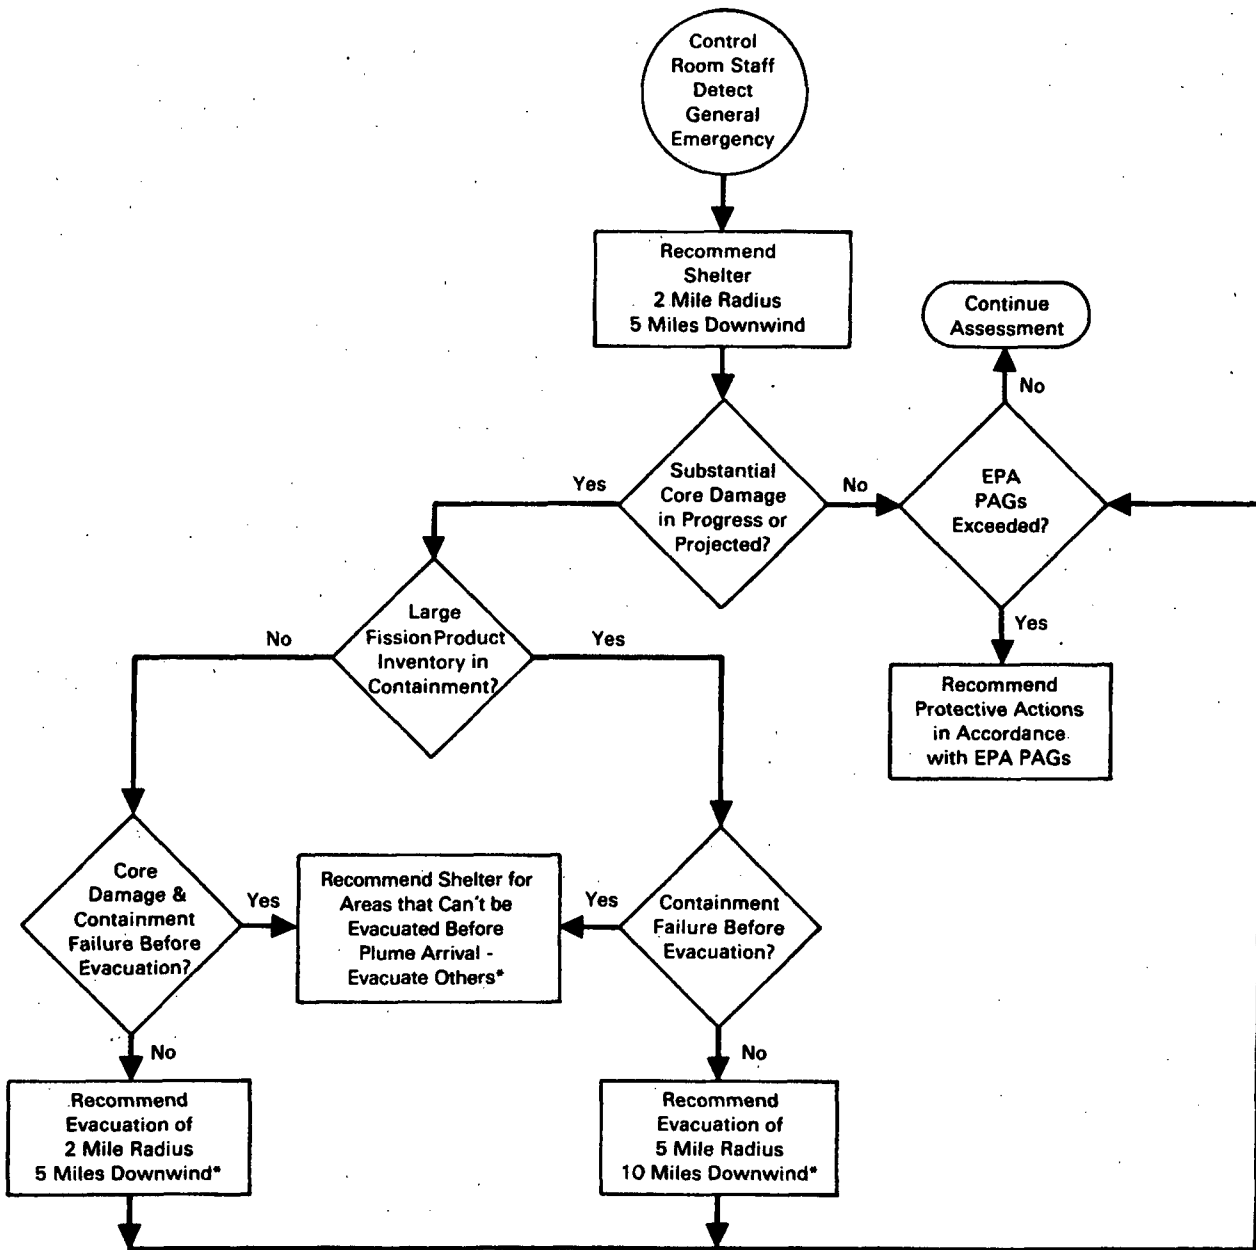 Control
Room Staff
Detect
General
Emergency
Recommend
Shelter
2 Mile Radius
5 Miles Downwind
Continue
Assessment
No
Yes
Substantial
Core Damage
in Progress or
Projected?
No
EPA
PAGs
Exceeded?
Yes
Recommend
Protective Actions
in Accordance
with EPA PAGs
No
Large
Fission Product
Inventory in
Containment?
Yes
Core
Damage &
Containment
Failure Before
Evacuation?
Yes
Recommend Shelter for
Areas that Can't be
Evacuated Before
Plume Arrival -
Evacuate Others*
Yes
Containment
Failure Before
Evacuation?
No
No
Recommend
Evacuation of
2 Mile Radius
5 Miles Downwind*
Recommend
Evacuation of
5 Mile Radius
10 Miles Downwind*